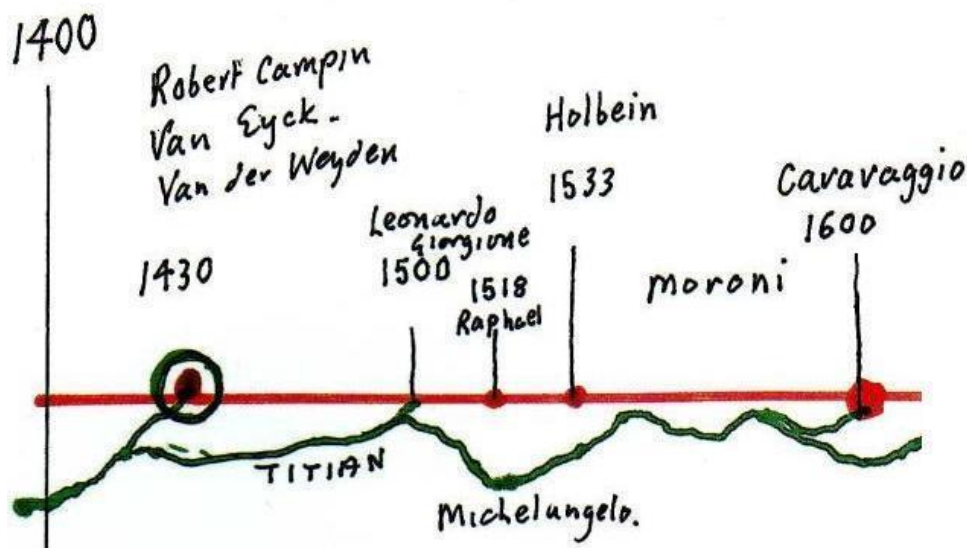 1400
Robert Campin
Van Eyck.
Van der Weyden
1430
Leonardo
Giorgione
1500
1518
Raphael
Holbein
1533
moroni
Caravaggio
1600
TITIAN
Michelangelo.